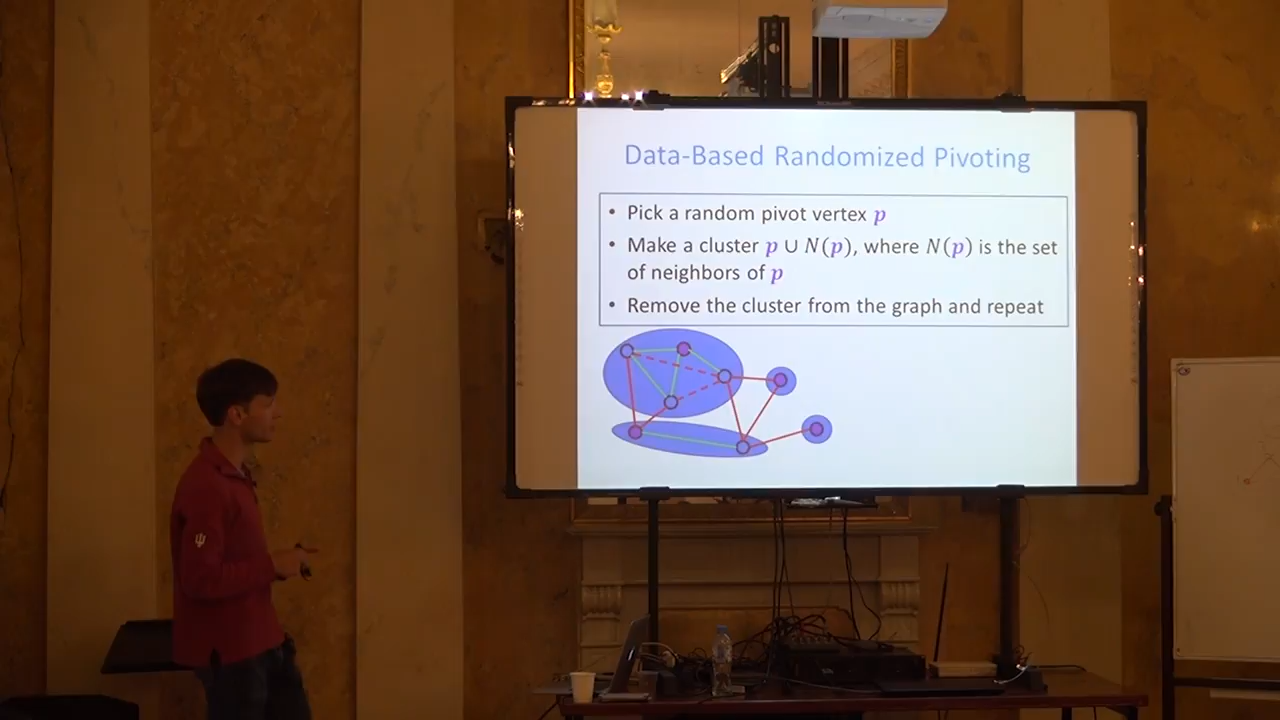 Data-Based Randomized Pivoting
• Pick a random pivot vertex p
• Make a cluster p ∪ N(p), where N(p) is the set
of neighbors of p
• Remove the cluster from the graph and repeat